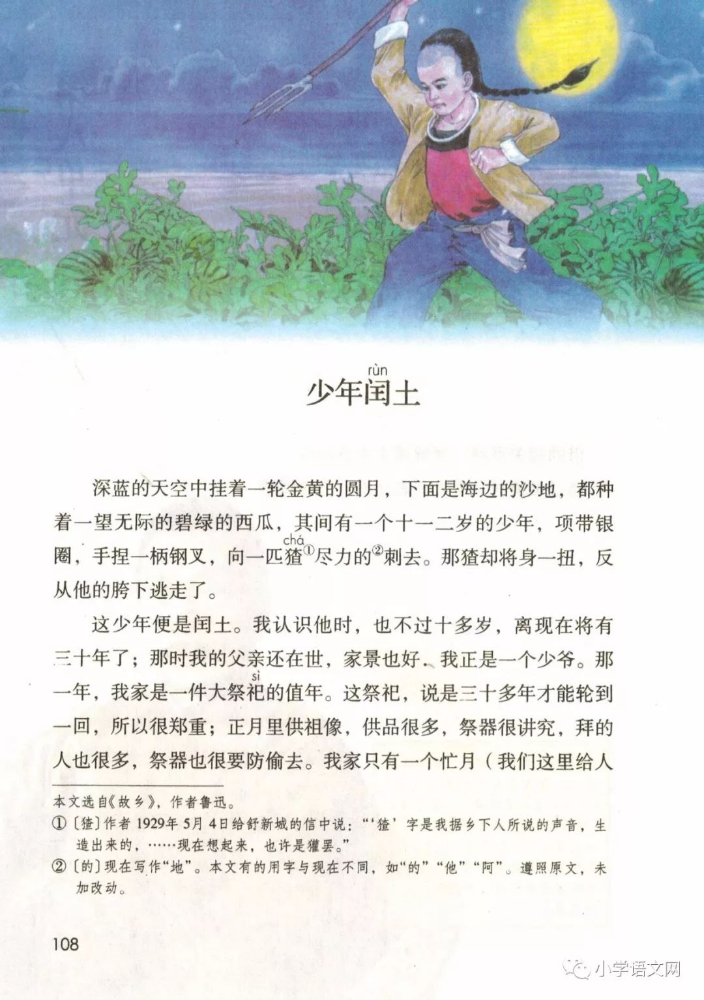 rùn
少年闰土
深蓝的天空中挂着一轮金黄的圆月，下面是海边的沙地，都种
着一望无际的碧绿的西瓜，其间有一个十一二岁的少年，项带银
chá
圈，手捏一柄钢叉，向一匹猹①尽力的②刺去。那猹却将身一扭，反
从他的胯下逃走了。
这少年便是闰土。我认识他时，也不过十多岁，离现在将有
三十年了；那时我的父亲还在世，家景也好，我正是一个少爷。那
sì
一年，我家是一件大祭祀的值年。这祭祀，说是三十多年才能轮到
一回，所以很郑重；正月里供祖像，供品很多，祭器很讲究，拜的
人也很多，祭器也很要防偷去。我家只有一个忙月（我们这里给人
本文选自《故乡》，作者鲁迅。
①〔猹〕作者 1929年 5月 4日给舒新城的信中说：“‘猹’字是我据乡下人所说的声音，生
造出来的，……现在想起来，也许是獾罢。”
②〔的〕现在写作“地”。本文有的用字与现在不同，如“的”“他”“阿”。遵照原文，未
加改动。
108
小学语文网